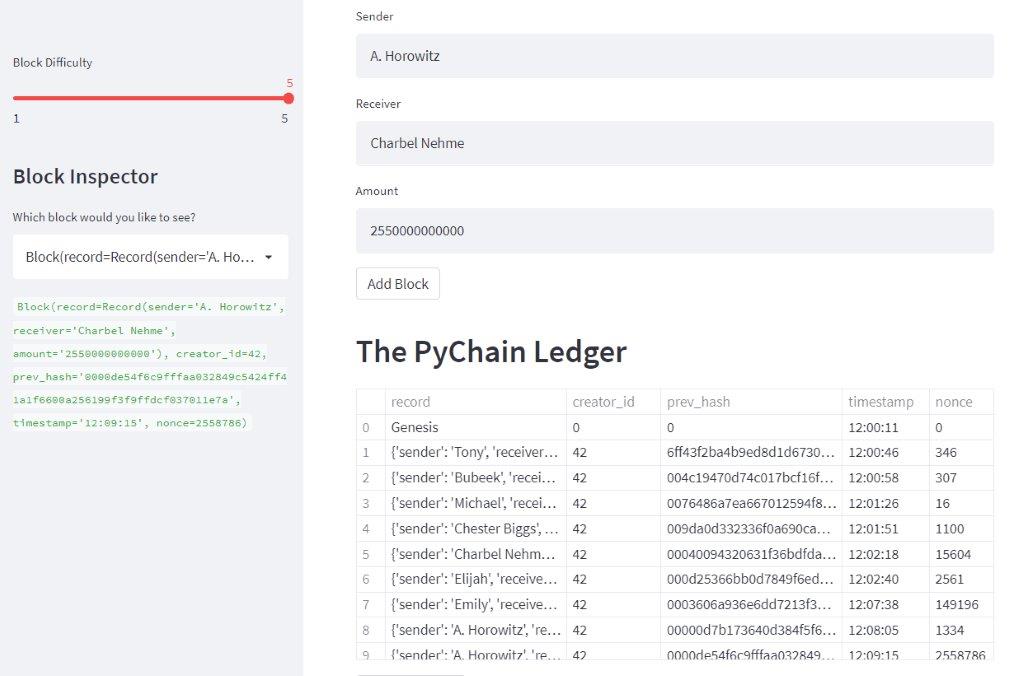 Block Difficulty
5
1 5
Block Inspector
Which block would you like to see?
Block(record=Record(sender='A. Ho...
Block(record=Record(sender='A. Horowitz',
receiver='Charbel Nehme',
amount='2550000000000'), creator_id=42,
prev_hash='0000de54f6c9fffaa032849c5424ff4
1a1f6600a256199f3f9ffdcf037011e7a',
timestamp='12:09:15', nonce=2558786)
Sender
A. Horowitz
Receiver
Charbel Nehme
Amount
2550000000000
Add Block
The PyChain Ledger
record creator_id prev_hash timestamp nonce
0 Genesis 0 0 12:00:11 0
1 {'sender': 'Tony', 'receiver... 42 6ff43f2ba4b9ed8d1d6730... 12:00:46 346
2 {'sender': 'Bubeek', 'recei... 42 004c19470d74c017bcf16f... 12:00:58 307
3 {'sender': 'Michael', 'recei... 42 0076486a7ea667012594f8... 12:01:26 16
4 {'sender': 'Chester Biggs', ... 42 009da0d332336f0a690ca... 12:01:51 1100
5 {'sender': 'Charbel Nehm... 42 00040094320631f36bdfda... 12:02:18 15604
6 {'sender': 'Elijah', 'receive... 42 000d25366bb0d7849f6ed... 12:02:40 2561
7 {'sender': 'Emily', 'receive... 42 0003606a936e6dd7213f3... 12:07:38 149196
8 {'sender': 'A. Horowitz', 're... 42 00000d7b173640d384f5f6... 12:08:05 1334
9 {'sender': 'A. Horowitz', 're... 42 0000de54f6c9fffaa032849... 12:09:15 2558786